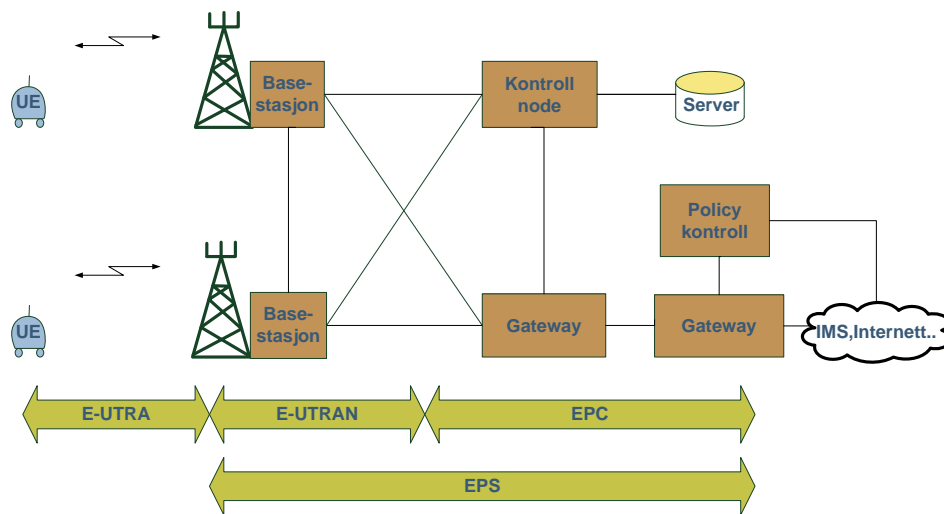 UE
Base-
stasjon
Kontroll
node
Server
Policy
kontroll
UE
Base-
stasjon
Gateway
Gateway
IMS,Internett..
E-UTRA
E-UTRAN
EPC
EPS